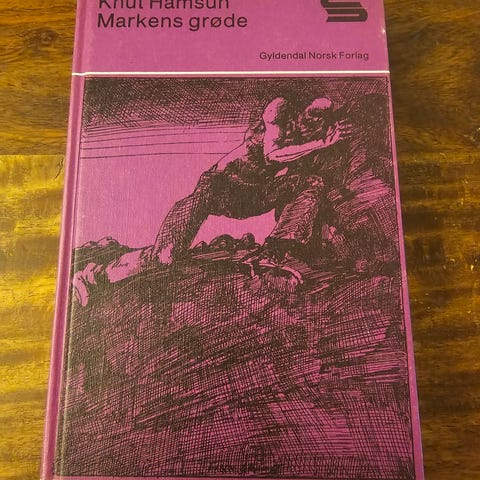 Knut Hamsun
Markens grøde
Gyldendal Norsk Forlag